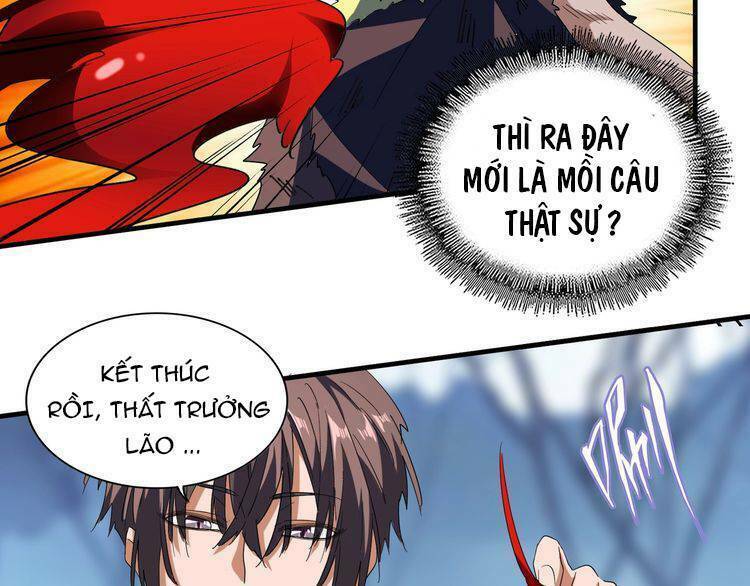 THÌ RA ĐÂY
MỚI LÀ MỒI CÂU
THẬT SỰ?
KẾT THÚC
RỒI, THẤT TRƯỞNG
LÃO ...